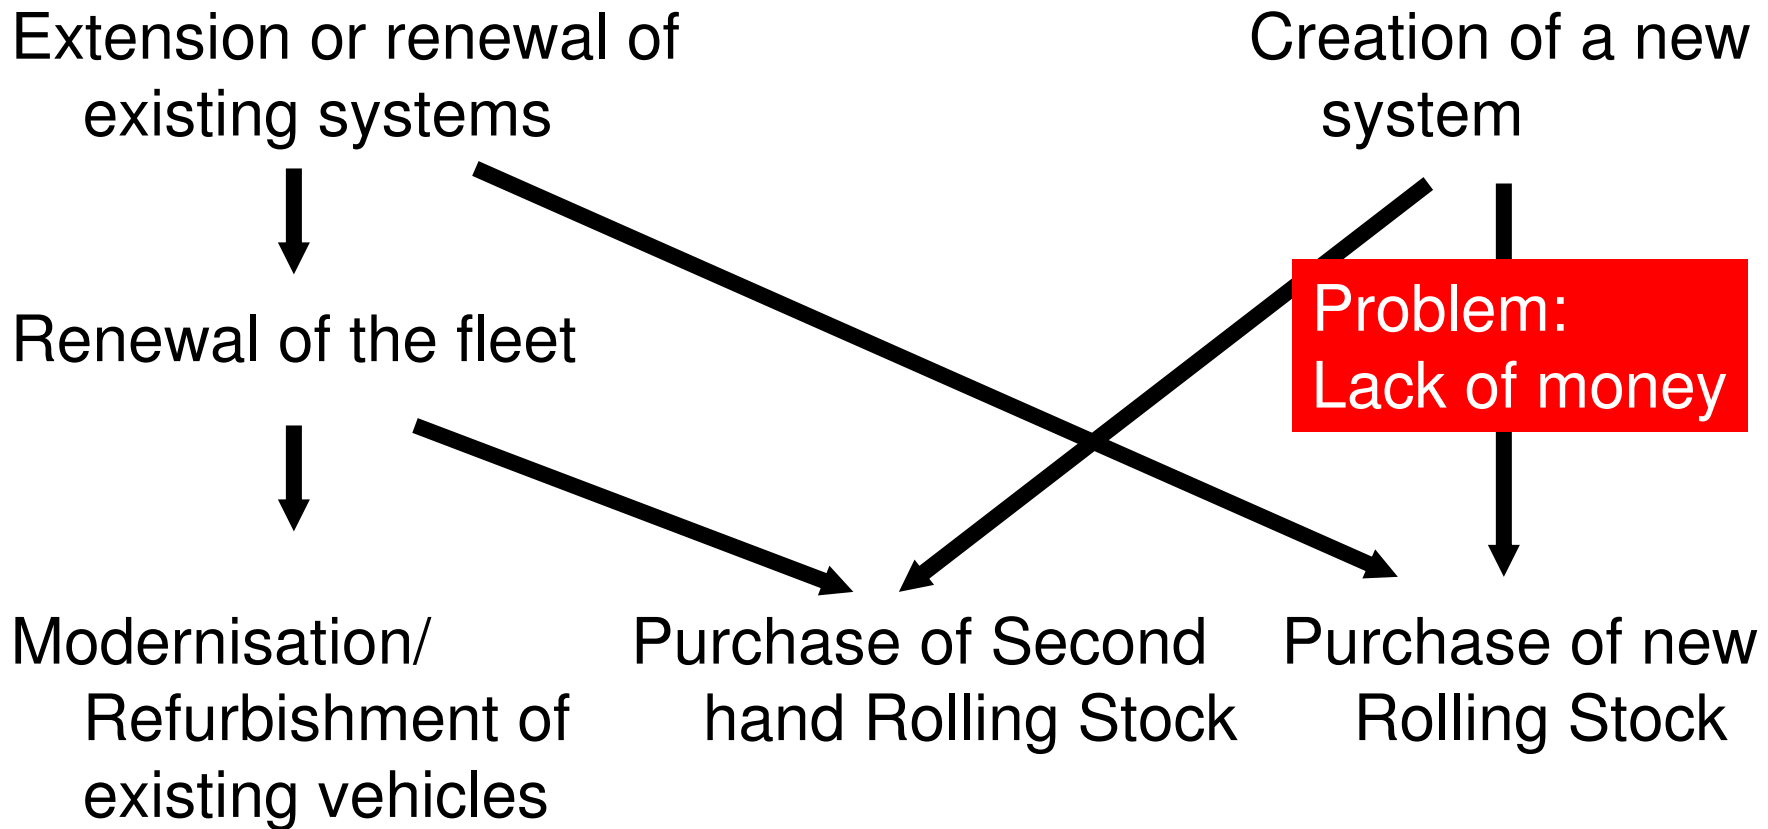 Extension or renewal of
existing systems
Creation of a new
system
Renewal of the fleet
Problem:
Lack of money
Modernisation/
Refurbishment of
existing vehicles
Purchase of Second
hand Rolling Stock
Purchase of new
Rolling Stock